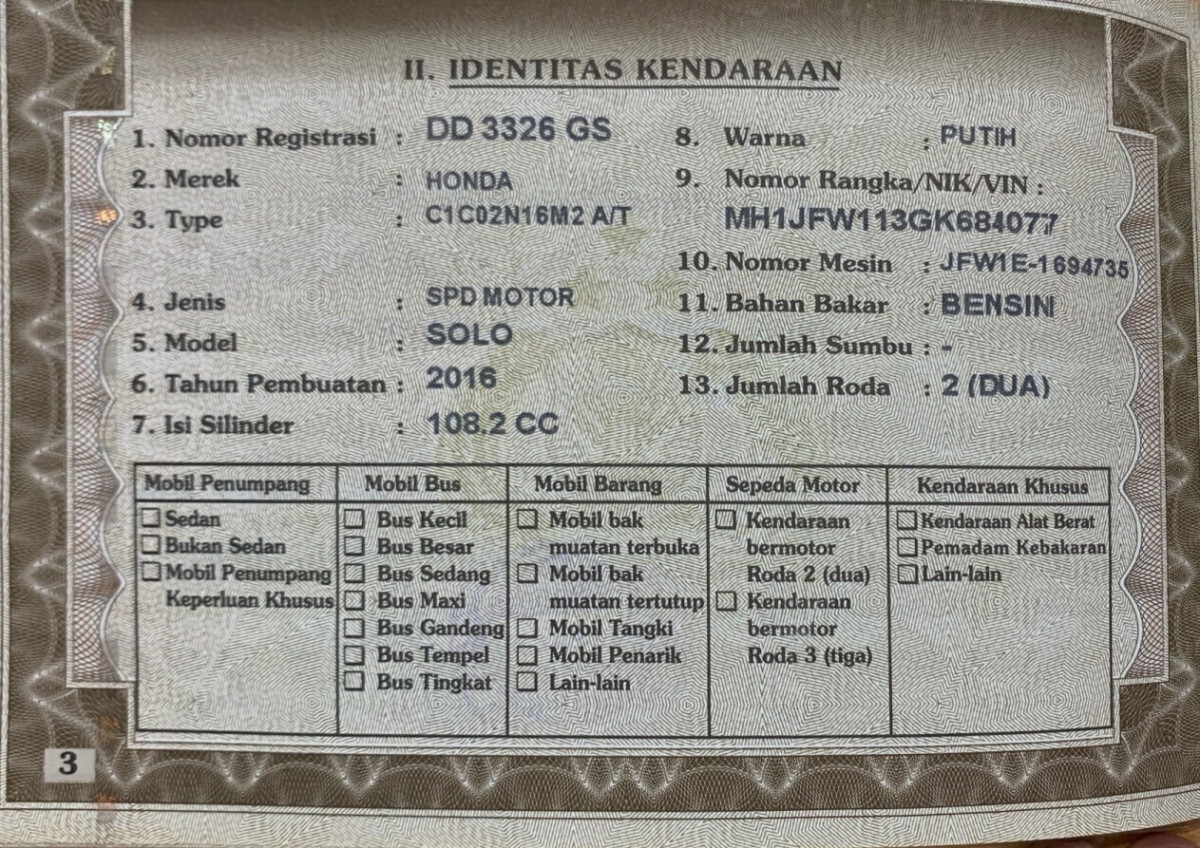 II. IDENTITAS KENDARAAN
1. Nomor Registrasi : DD 3326 GS
2. Merek : HONDA
3. Type : C1C02N16M2 A/T
4. Jenis : SPD MOTOR
5. Model : SOLO
6. Tahun Pembuatan : 2016
7. Isi Silinder : 108.2 CC
8. Warna : PUTIH
9. Nomor Rangka/NIK/VIN :
MH1JFW113GK684077
10. Nomor Mesin : JFW1E-1694735
11. Bahan Bakar : BENSIN
12. Jumlah Sumbu : -
13. Jumlah Roda : 2 (DUA)
Mobil Penumpang
Sedan
Bukan Sedan
Mobil Penumpang
Keperluan Khusus
Mobil Bus
Bus Kecil
Bus Besar
Bus Sedang
Bus Maxi
Bus Gandeng
Bus Tempel
Bus Tingkat
Mobil Barang
Mobil bak
muatan terbuka
Mobil bak
muatan tertutup
Mobil Tangki
Mobil Penarik
Lain-lain
Sepeda Motor
Kendaraan
bermotor
Roda 2 (dua)
Kendaraan
bermotor
Roda 3 (tiga)
Kendaraan Khusus
Kendaraan Alat Berat
Pemadam Kebakaran
Lain-lain
3